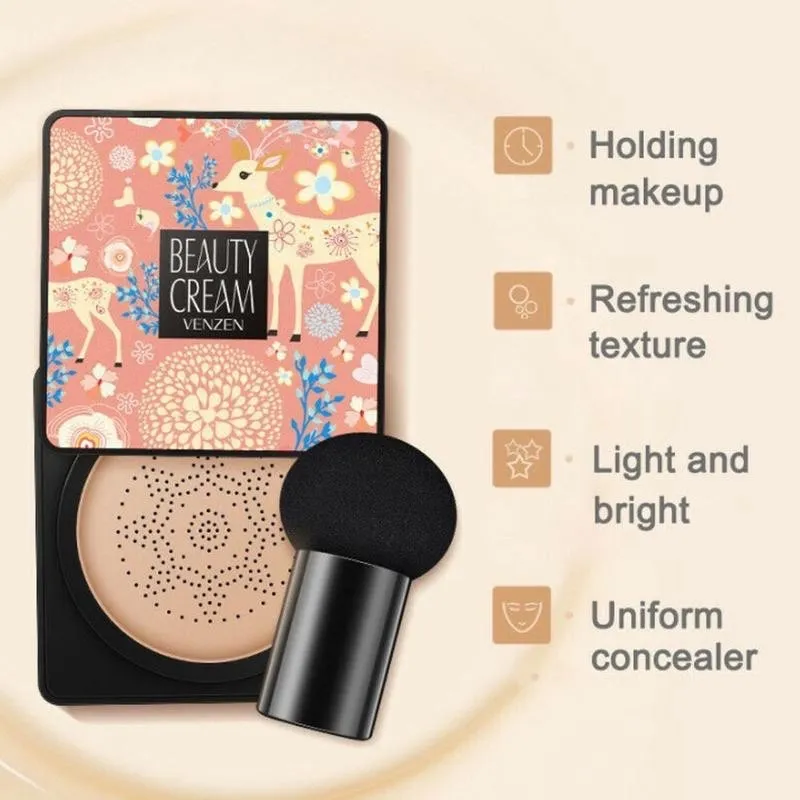 BEAUTY
CREAM
VENZEN
Holding
makeup
Refreshing
texture
Light and
bright
Uniform
concealer